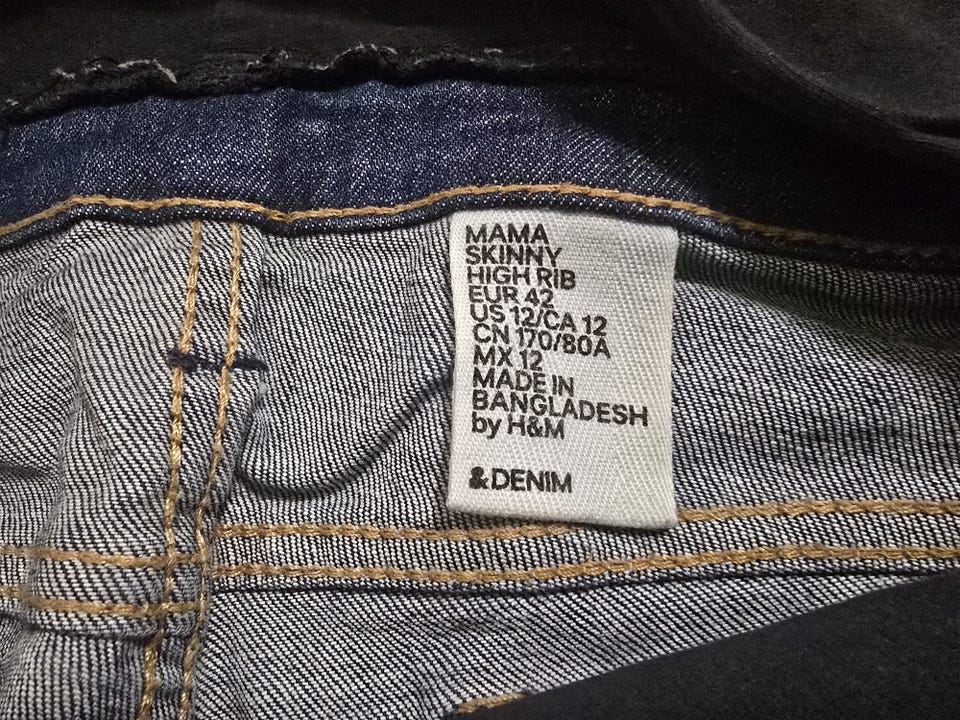 MAMA
SKINNY
HIGH RIB
EUR 42
US 12/CA 12
CN 170/80A
MX 12
MADE IN
BANGLADESH
by H&M
&DENIM